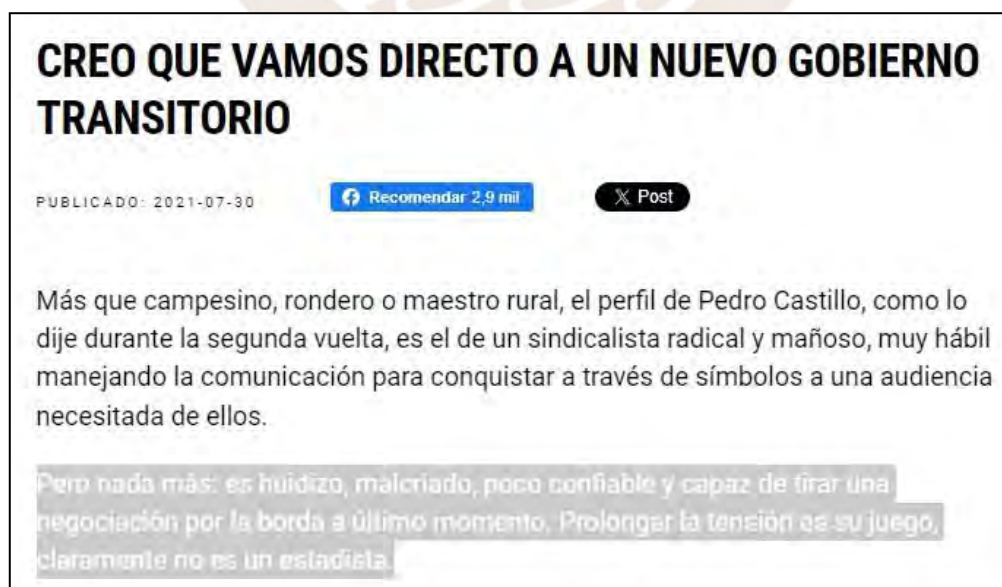 CREO QUE VAMOS DIRECTO A UN NUEVO GOBIERNO
TRANSITORIO
PUBLICADO: 2021-07-30
Recomendar 2,9 mil
Post
Más que campesino, rondero o maestro rural, el perfil de Pedro Castillo, como lo
dije durante la segunda vuelta, es el de un sindicalista radical y mañoso, muy hábil
manejando la comunicación para conquistar a través de símbolos a una audiencia
necesitada de ellos.
Pero nada más: es huidizo, malcriado, poco confiable y capaz de tirar una
negociación por la borda a último momento. Prolongar la tensión es su juego,
claramente no es un estadista.